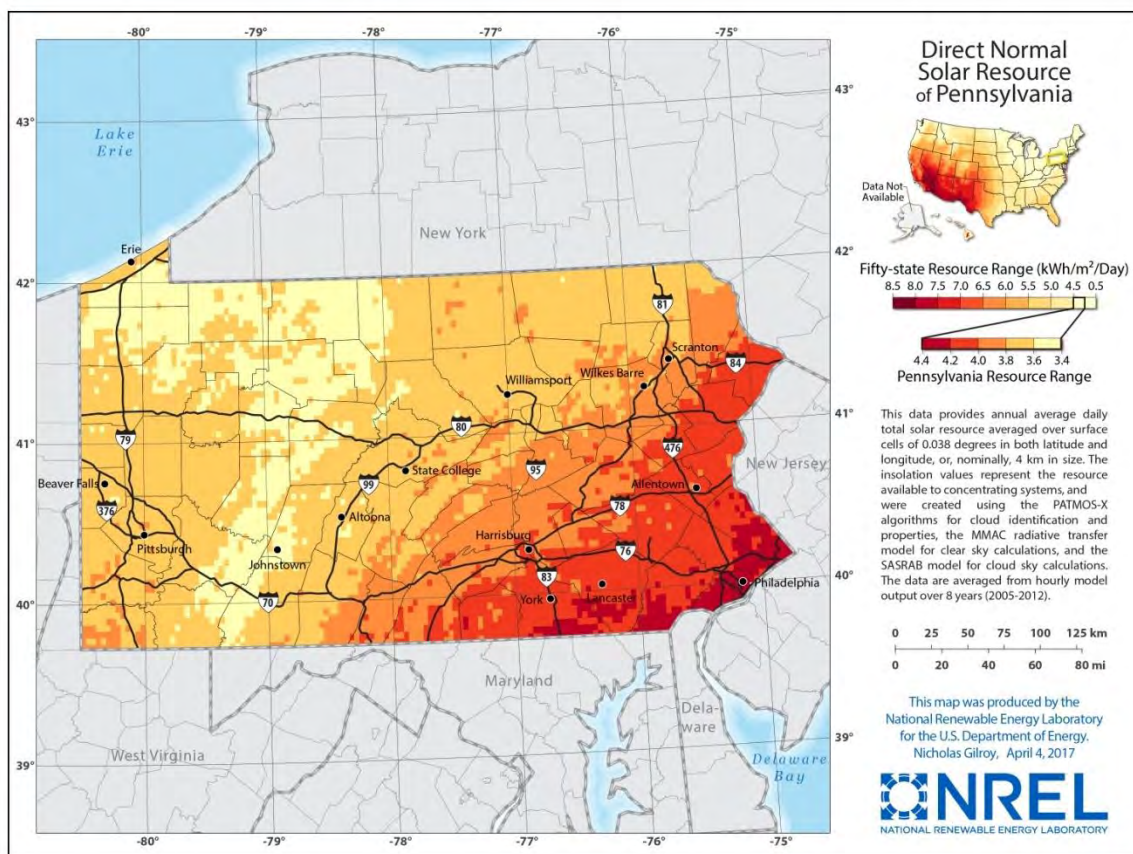 -80°
-79°
-78°
-77°
-76°
-75°
43°
43°
Lake
Erie
New York
Erie
42°
42°
81
Scranton
84
Wilkes Barre
Williamsport
80
41°
41°
79
476
New Jersey
State College
95
Beaver Falls
99
Allentown
376
78
Altoona
Harrisburg
Pittsburgh
76
Johnstown
83
40°
40°
Philadelphia
70
York
Lancaster
Maryland
Dela-
ware
West Virginia
39°
39°
Delaware
Bay
-80°
-79°
-78°
-77°
-76°
-75°
Direct Normal
Solar Resource
of Pennsylvania
Data Not
Available
Fifty-state Resource Range (kWh/m²/Day)
8.5 8.0 7.5 7.0 6.5 6.0 5.5 5.0 4.5 0.5
4.4 4.2 4.0 3.8 3.6 3.4
Pennsylvania Resource Range
This data provides annual average daily
total solar resource averaged over surface
cells of 0.038 degrees in both latitude and
longitude, or, nominally, 4 km in size. The
insolation values represent the resource
available to concentrating systems, and
were created using the PATMOS-X
algorithms for cloud identification and
properties, the MMAC radiative transfer
model for clear sky calculations, and the
SASRAB model for cloud sky calculations.
The data are averaged from hourly model
output over 8 years (2005-2012).
0 25 50 75 100 125 km
0 20 40 60 80 mi
This map was produced by the
National Renewable Energy Laboratory
for the U.S. Department of Energy.
Nicholas Gilroy, April 4, 2017
NREL
NATIONAL RENEWABLE ENERGY LABORATORY